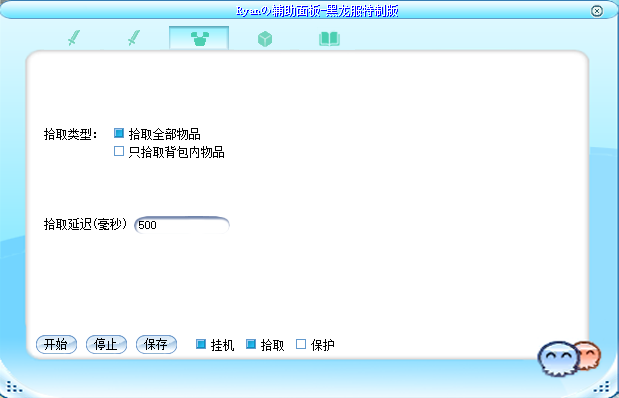 Ryanの辅助面板-黑龙服特制版
拾取类型： 拾取全部物品
只拾取背包内物品
拾取延迟(毫秒) 500
开始 停止 保存 挂机 拾取 保护